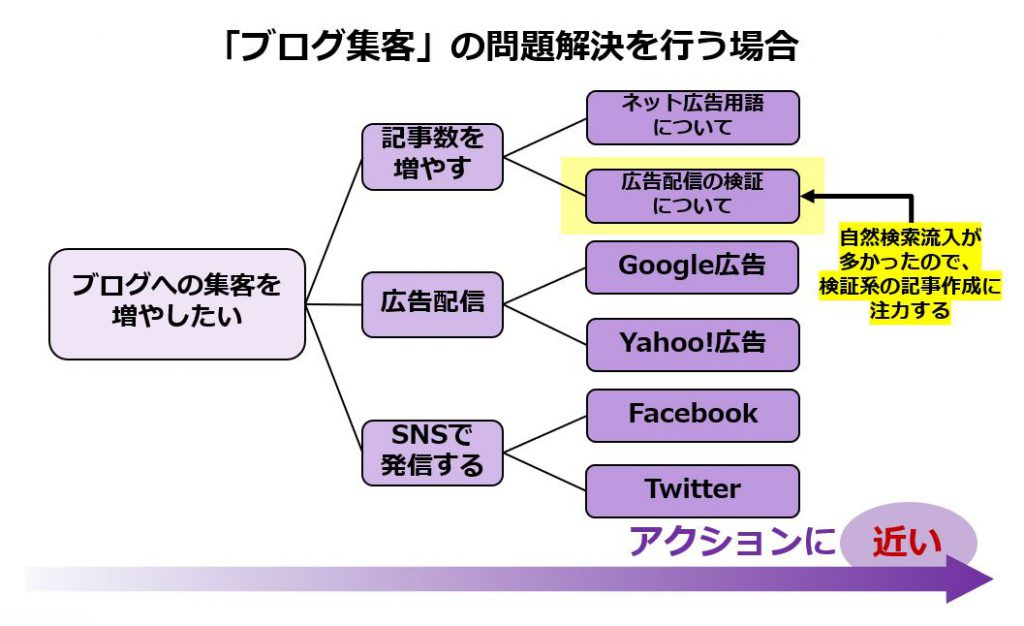 「ブログ集客」の問題解決を行う場合
ブログへの集客を
増やしたい
記事数を
増やす
広告配信
SNSで
発信する
ネット広告用語
について
広告配信の検証
について
Google広告
Yahoo!広告
Facebook
Twitter
自然検索流入が
多かったので、
検証系の記事作成に
注力する
アクションに 近い